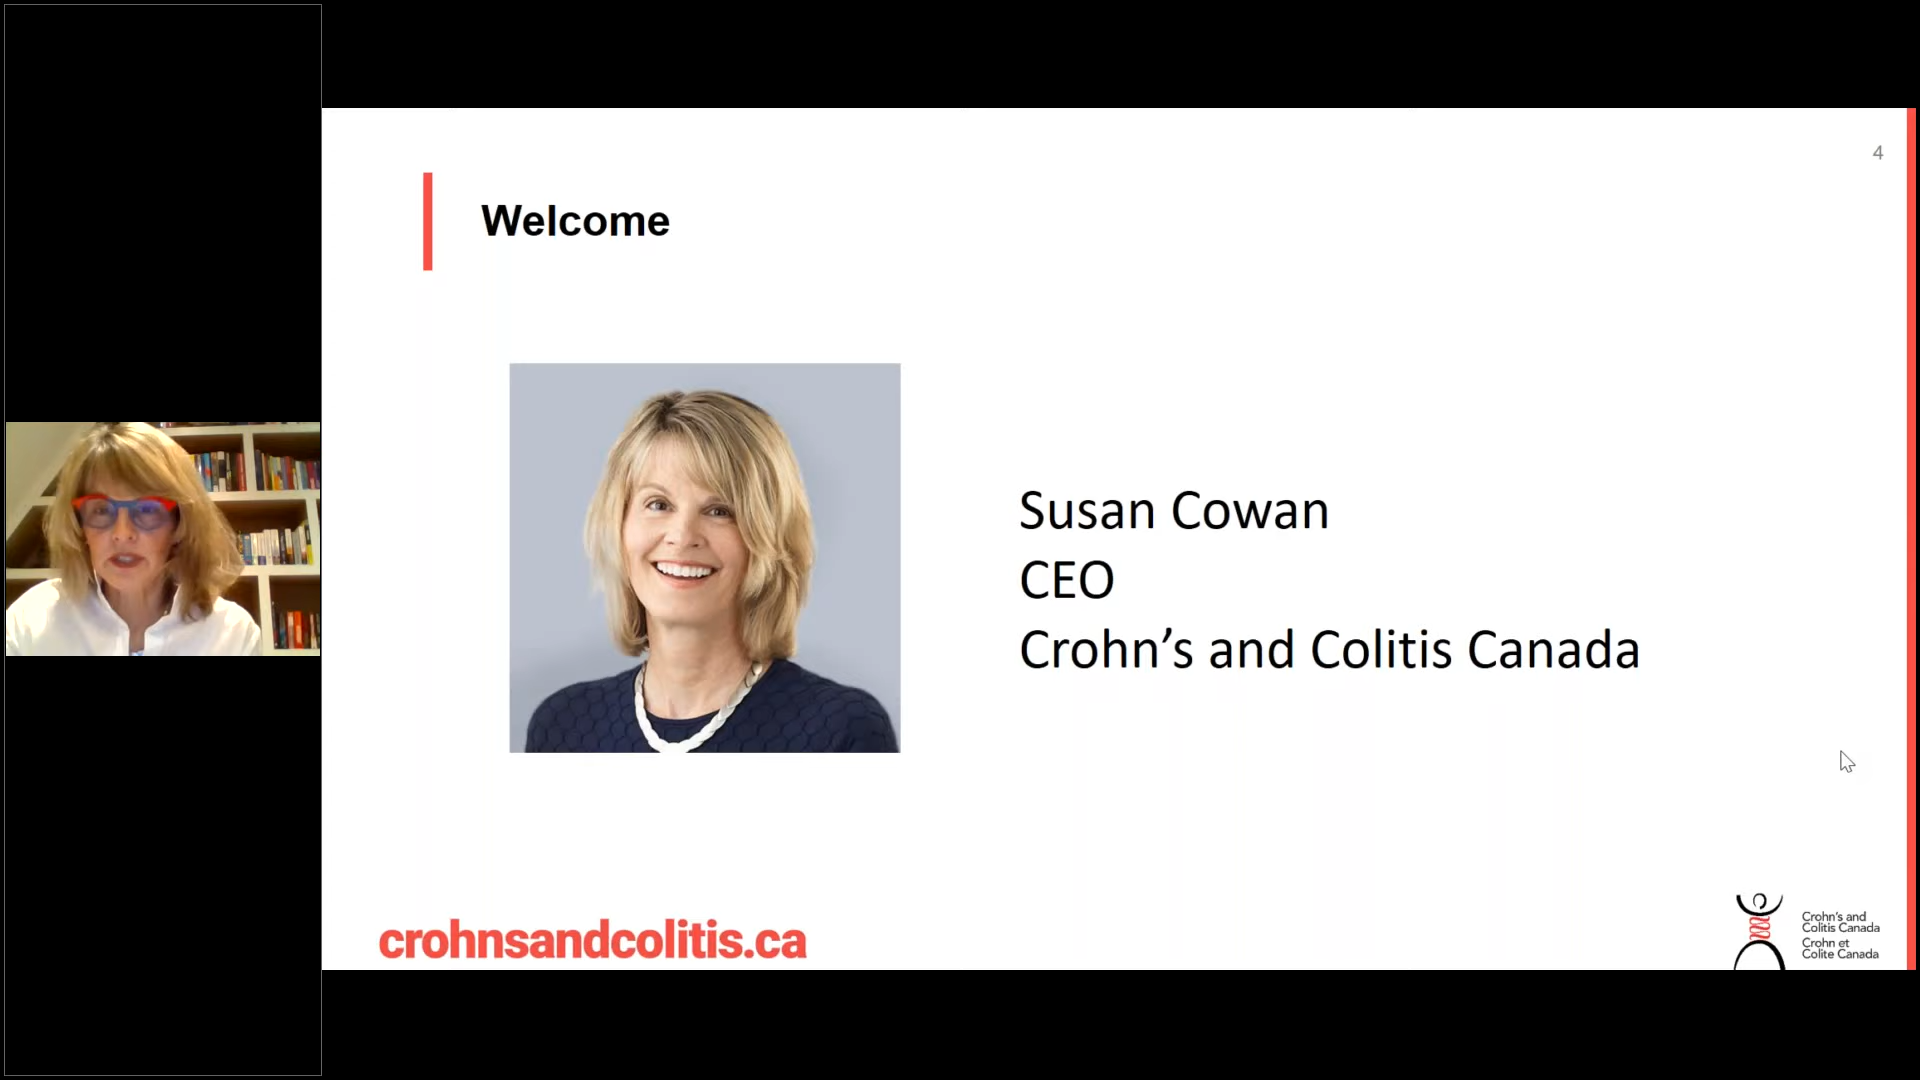 4
Welcome
Susan Cowan
CEO
Crohn’s and Colitis Canada
crohnsandcolitis.ca
Crohn's and
Colitis Canada
Crohn et
Colite Canada